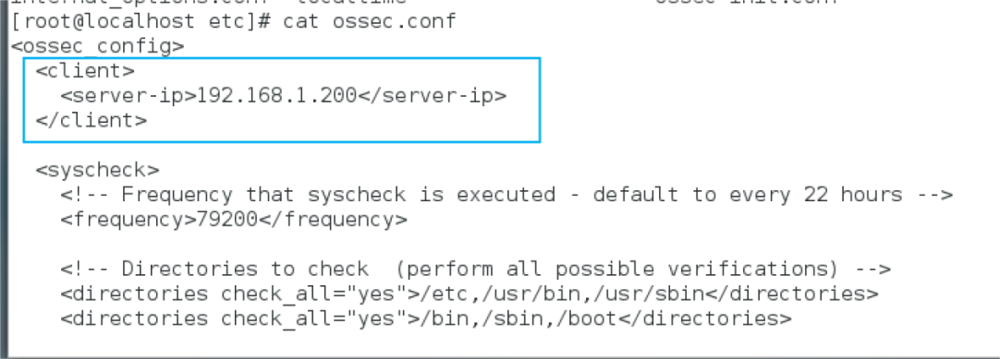 [root@localhost etc]# cat ossec.conf
<ossec_config>
  <client>
    <server-ip>192.168.1.200</server-ip>
  </client>

  <syscheck>
    <!-- Frequency that syscheck is executed - default to every 22 hours -->
    <frequency>79200</frequency>

    <!-- Directories to check  (perform all possible verifications) -->
    <directories check_all="yes">/etc,/usr/bin,/usr/sbin</directories>
    <directories check_all="yes">/bin,/sbin,/boot</directories>